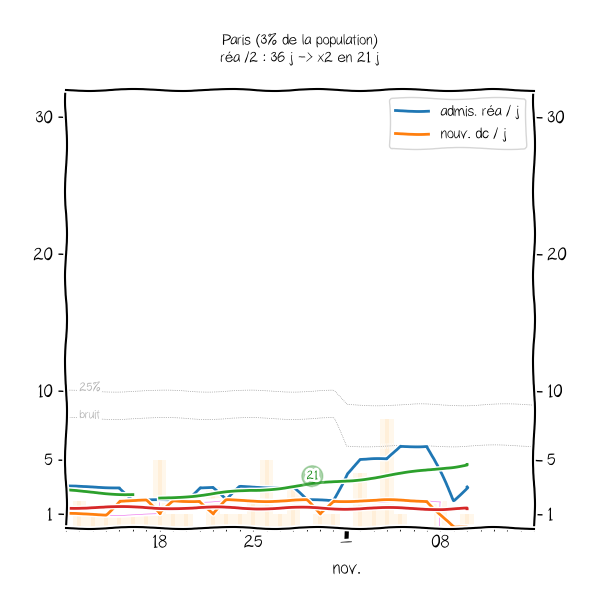 Paris (3% de la population)
réa /2 : 36 j -> x2 en 21 j
admis. réa / j
nouv. dc / j
30 30
20 20
10 10
25%
bruit
5 5
21
1 1
18 25 1 08
nov.